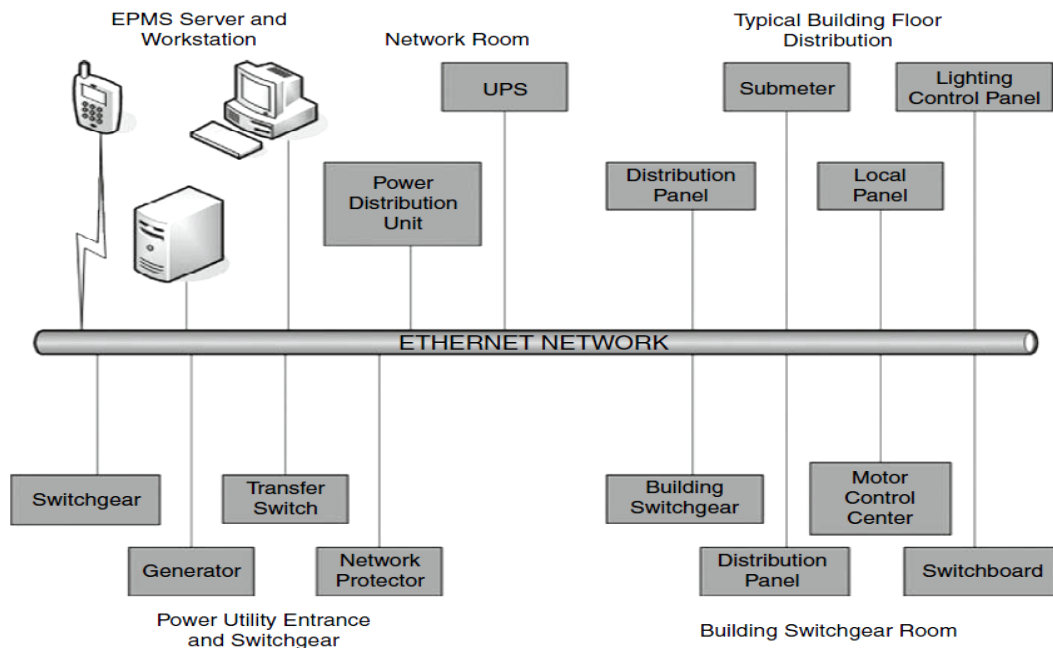 EPMS Server and
Workstation
Network Room
Typical Building Floor
Distribution
UPS
Submeter
Lighting
Control Panel
Power
Distribution
Unit
Distribution
Panel
Local
Panel
ETHERNET NETWORK
Switchgear
Transfer
Switch
Building
Switchgear
Motor
Control
Center
Generator
Network
Protector
Distribution
Panel
Switchboard
Power Utility Entrance
and Switchgear
Building Switchgear Room